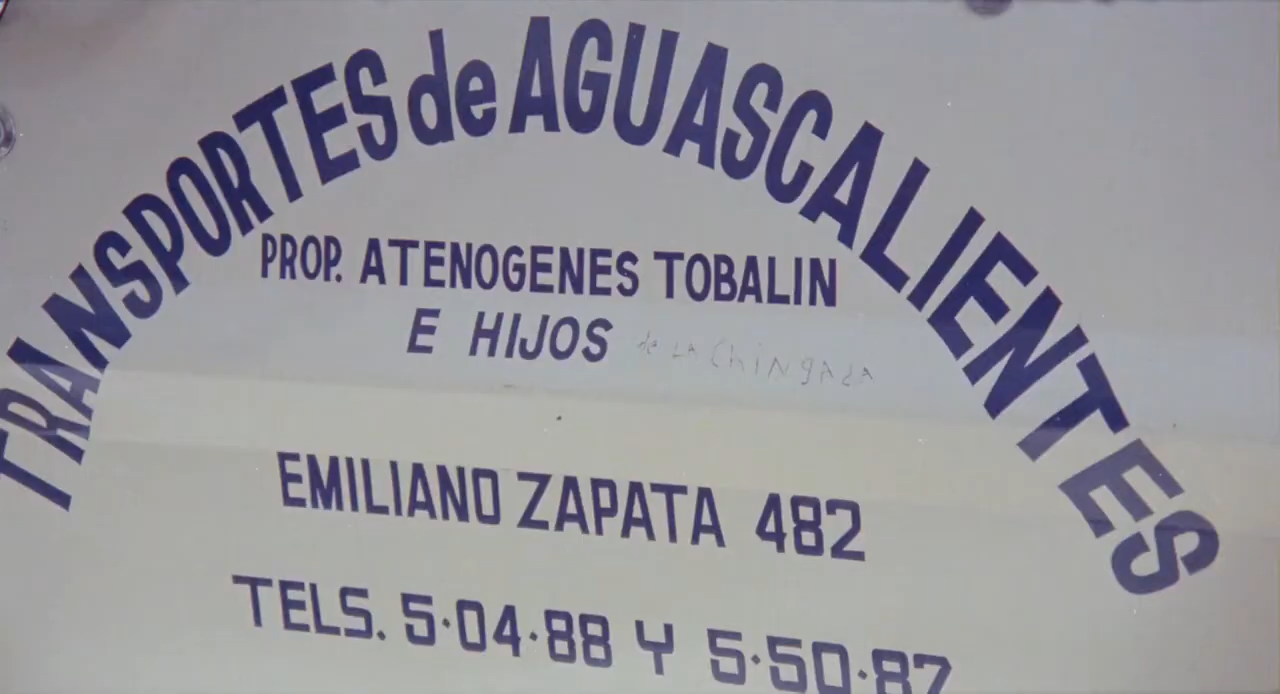 TRANSPORTES de AGUASCALIENTES
PROP. ATENOGENES TOBALIN
E HIJOS de LA ChiNgAdA
EMILIANO ZAPATA 482
TELS. 5·04·88 Y 5·50·87